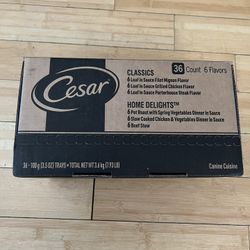 Cesar
CLASSICS
6 Loaf in Sauce Filet Mignon Flavor
6 Loaf in Sauce Grilled Chicken Flavor
6 Loaf in Sauce Porterhouse Steak Flavor
36 Count 6 Flavors
HOME DELIGHTS™
6 Pot Roast with Spring Vegetables Dinner in Sauce
6 Slow Cooked Chicken & Vegetables Dinner in Sauce
6 Beef Stew
36 - 100 g (3.5 OZ) TRAYS • TOTAL NET WT 3.6 kg (7.93 LB)
Canine Cuisine